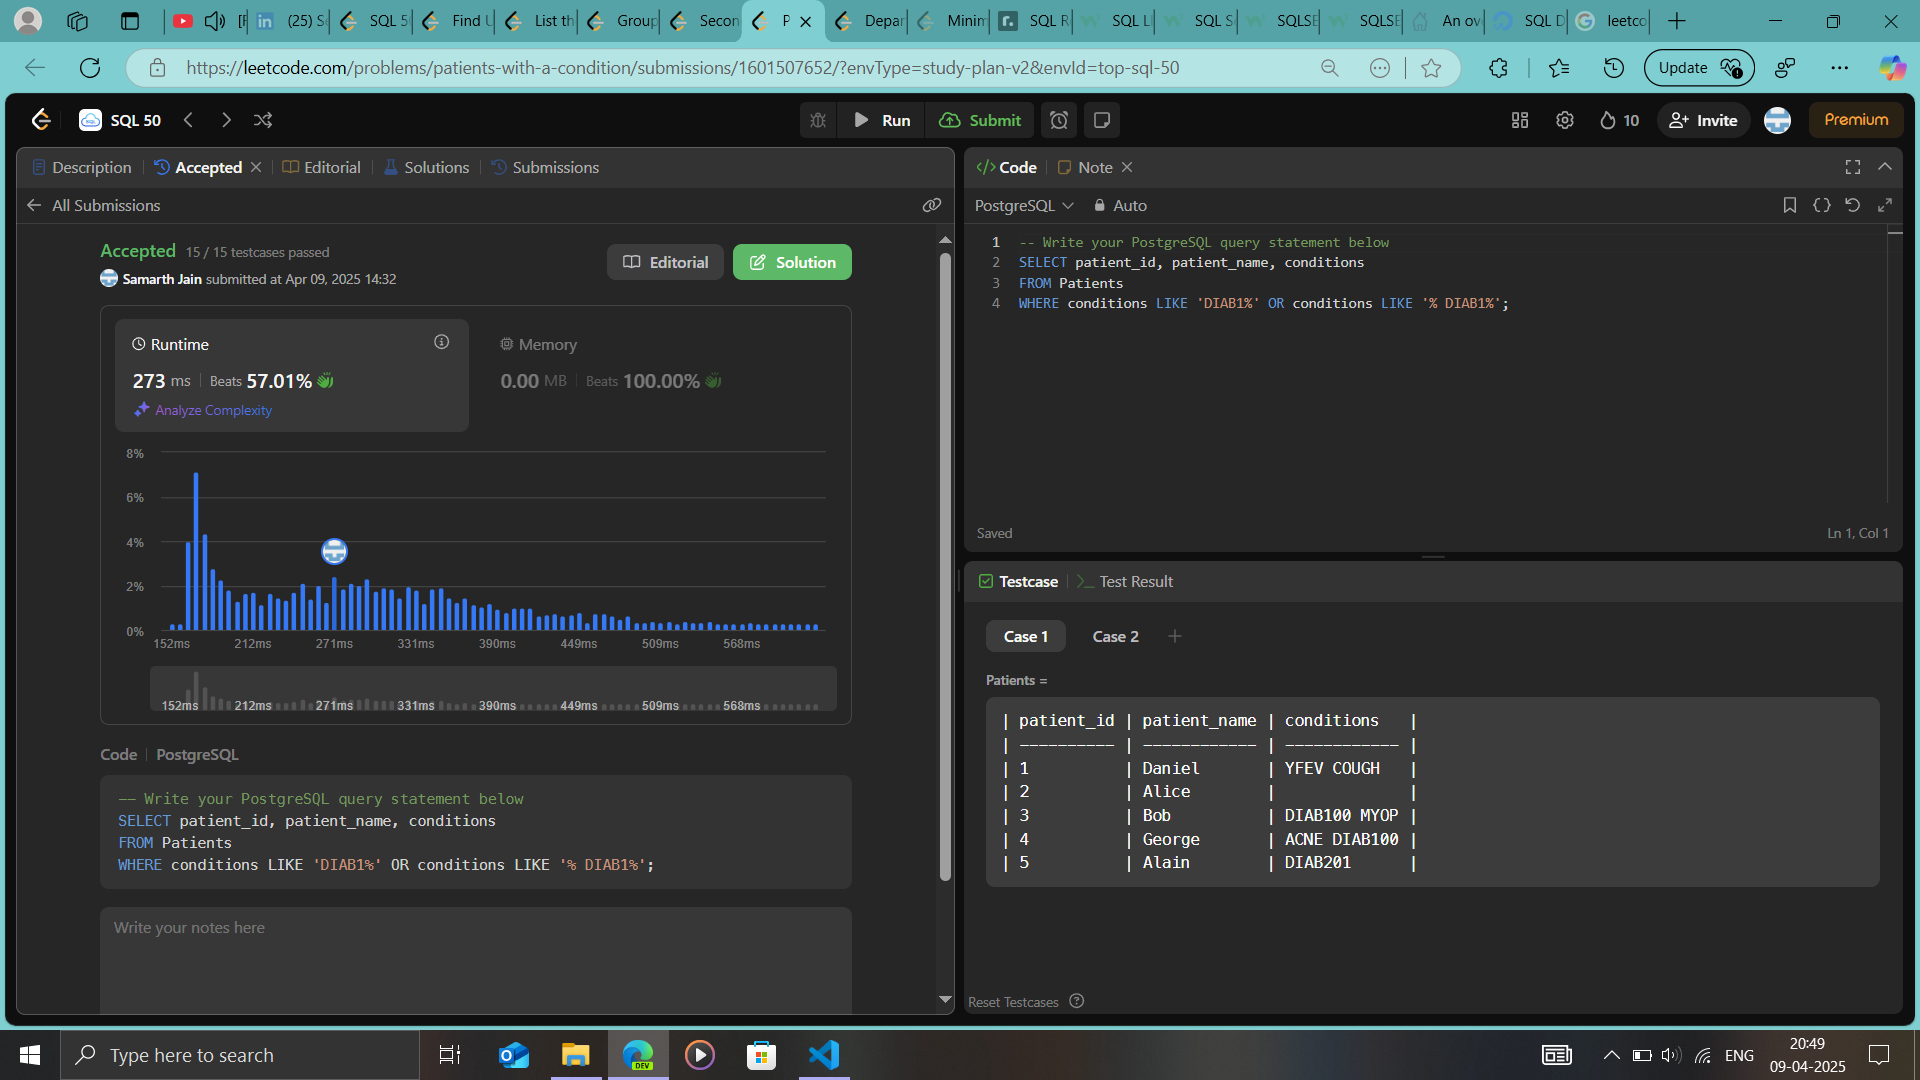 (25) Se
SQL 50
Find U
List th
Group
Secon
P
Depar
Minim
SQL R
SQL LI
SQL Se
SQLSE
SQLSE
An ov
SQL D
leetco
https://leetcode.com/problems/patients-with-a-condition/submissions/1601507652/?envType=study-plan-v2&envId=top-sql-50
Update
SQL 50
Run
Submit
10
Invite
Premium
Description
Accepted
Editorial
Solutions
Submissions
All Submissions
Accepted 15 / 15 testcases passed
Samarth Jain submitted at Apr 09, 2025 14:32
Editorial
Solution
Runtime
273 ms | Beats 57.01%
Analyze Complexity
Memory
0.00 MB | Beats 100.00%
8%
6%
4%
2%
0%
152ms 212ms 271ms 331ms 390ms 449ms 509ms 568ms
152ms 212ms 271ms 331ms 390ms 449ms 509ms 568ms
Code | PostgreSQL
-- Write your PostgreSQL query statement below
SELECT patient_id, patient_name, conditions
FROM Patients
WHERE conditions LIKE 'DIAB1%' OR conditions LIKE '% DIAB1%';
Write your notes here
</> Code
Note
PostgreSQL
Auto
1 -- Write your PostgreSQL query statement below
2 SELECT patient_id, patient_name, conditions
3 FROM Patients
4 WHERE conditions LIKE 'DIAB1%' OR conditions LIKE '% DIAB1%';
Saved
Ln 1, Col 1
Testcase
Test Result
Case 1
Case 2
Patients =
| patient_id | patient_name | conditions   |
| ---------- | ------------ | ------------ |
| 1          | Daniel       | YFEV COUGH   |
| 2          | Alice        |              |
| 3          | Bob          | DIAB100 MYOP |
| 4          | George       | ACNE DIAB100 |
| 5          | Alain        | DIAB201      |
Reset Testcases
Type here to search
DEV
ENG
20:49
09-04-2025